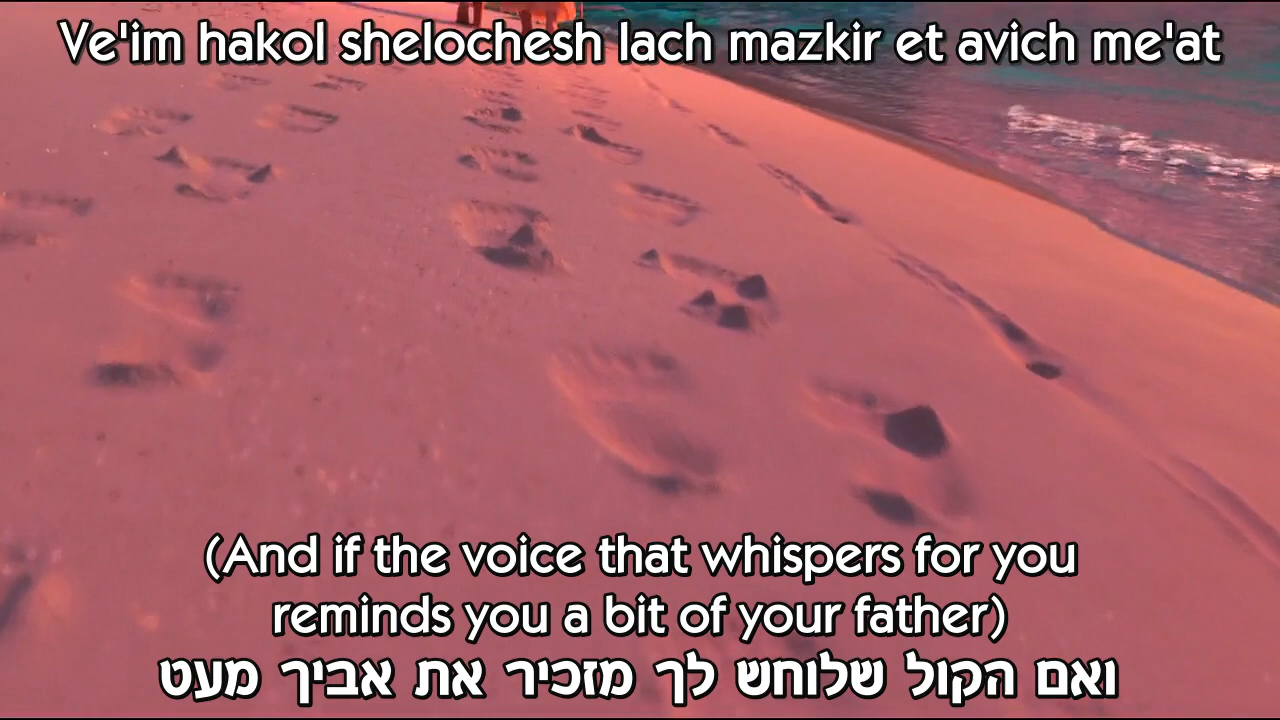 Ve'im hakol shelochesh lach mazkir et avich me'at
(And if the voice that whispers for you
reminds you a bit of your father)
ואם הקול שלוחש לך מזכיר את אביך מעט